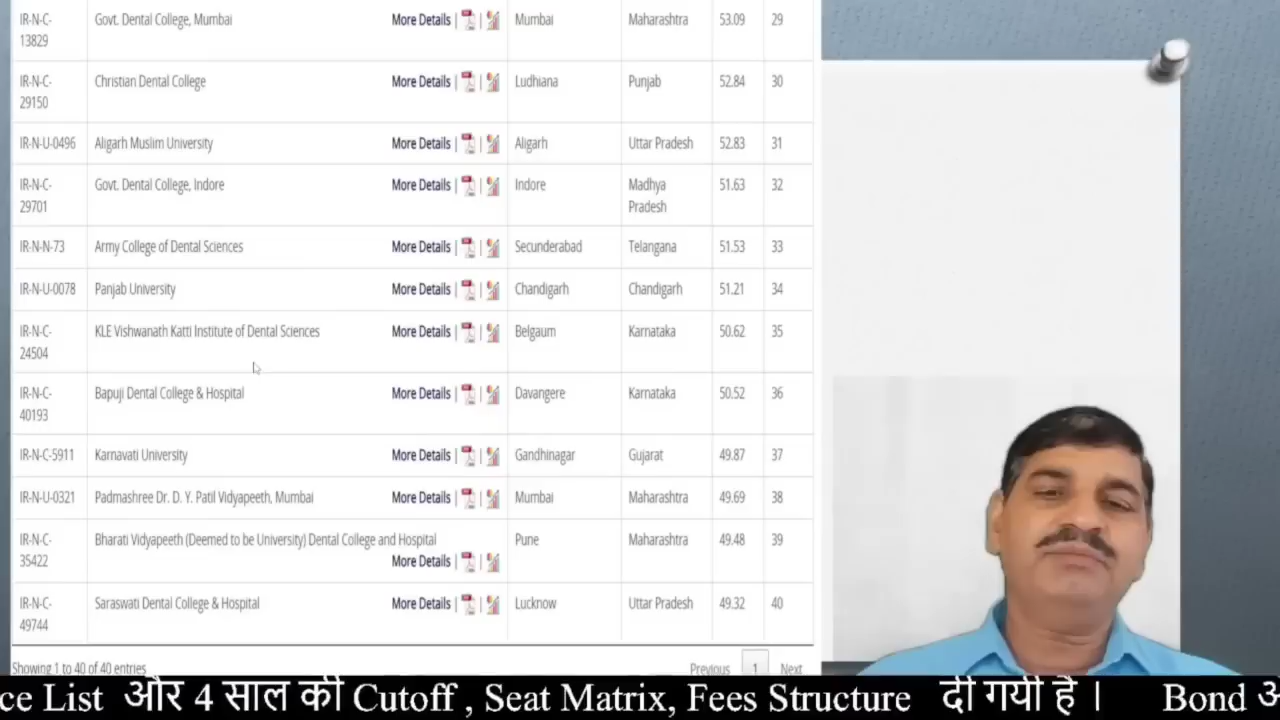 IR-N-C-
13829
Govt. Dental College, Mumbai
More Details |
|
Mumbai
Maharashtra
53.09
29
IR-N-C-
29150
Christian Dental College
More Details |
|
Ludhiana
Punjab
52.84
30
IR-N-U-0496
Aligarh Muslim University
More Details |
|
Aligarh
Uttar Pradesh
52.83
31
IR-N-C-
29701
Govt. Dental College, Indore
More Details |
|
Indore
Madhya
Pradesh
51.63
32
IR-N-N-73
Army College of Dental Sciences
More Details |
|
Secunderabad
Telangana
51.53
33
IR-N-U-0078
Panjab University
More Details |
|
Chandigarh
Chandigarh
51.21
34
IR-N-C-
24504
KLE Vishwanath Katti Institute of Dental Sciences
More Details |
|
Belgaum
Karnataka
50.62
35
IR-N-C-
40193
Bapuji Dental College & Hospital
More Details |
|
Davangere
Karnataka
50.52
36
IR-N-C-5911
Karnavati University
More Details |
|
Gandhinagar
Gujarat
49.87
37
IR-N-U-0321
Padmashree Dr. D. Y. Patil Vidyapeeth, Mumbai
More Details |
|
Mumbai
Maharashtra
49.69
38
IR-N-C-
35422
Bharati Vidyapeeth (Deemed to be University) Dental College and Hospital
More Details |
|
Pune
Maharashtra
49.48
39
IR-N-C-
49744
Saraswati Dental College & Hospital
More Details |
|
Lucknow
Uttar Pradesh
49.32
40
Showing 1 to 40 of 40 entries
Previous 1 Next
ce List और 4 साल की Cutoff , Seat Matrix, Fees Structure दी गयी है । Bond